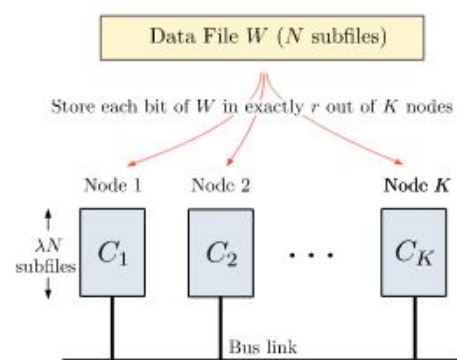 Data File W (N subfiles)
Store each bit of W in exactly r out of K nodes
Node 1 Node 2 Node K
λN
subfiles
C₁ C₂ ... C_K
Bus link